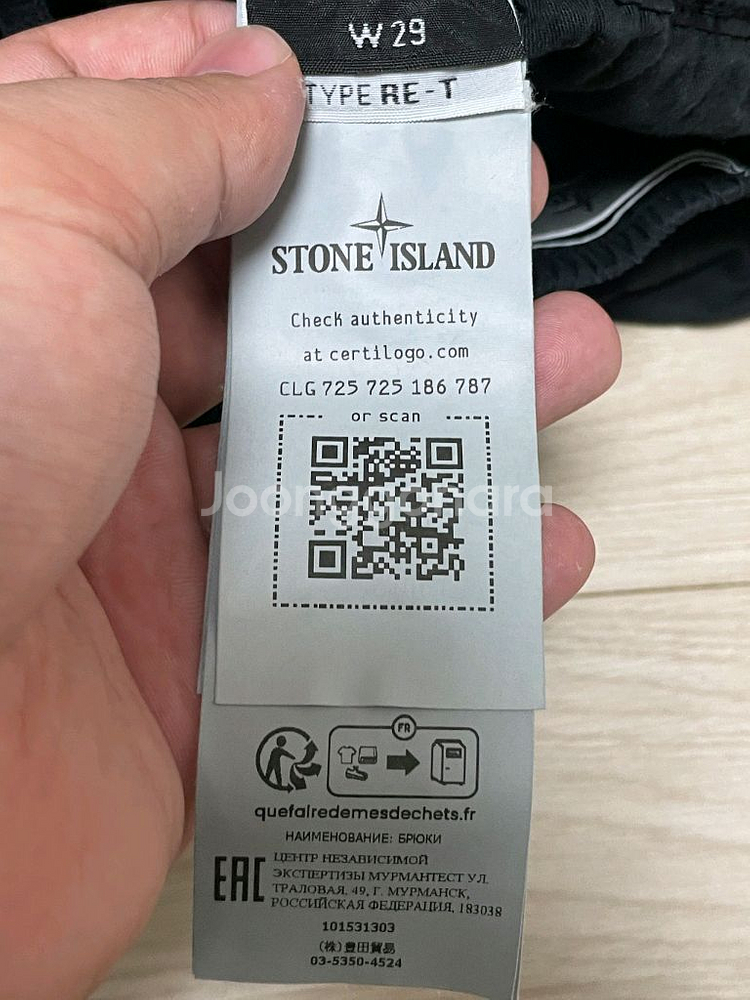 W 29
TYPE RE-T
STONE ISLAND
Check authenticity
at certilogo.com
CLG 725 725 186 787
or scan
Joonggonara
FR
quefairedemesdechets.fr
НАИМЕНОВАНИЕ: БРЮКИ
EAC
ЦЕНТР НЕЗАВИСИМОЙ
ЭКСПЕРТИЗЫ МУРМАНТЕСТ УЛ.
ТРАЛОВАЯ, 49, Г. МУРМАНСК,
РОССИЙСКАЯ ФЕДЕРАЦИЯ, 183038
101531303
(株)豊田貿易
03-5350-4524